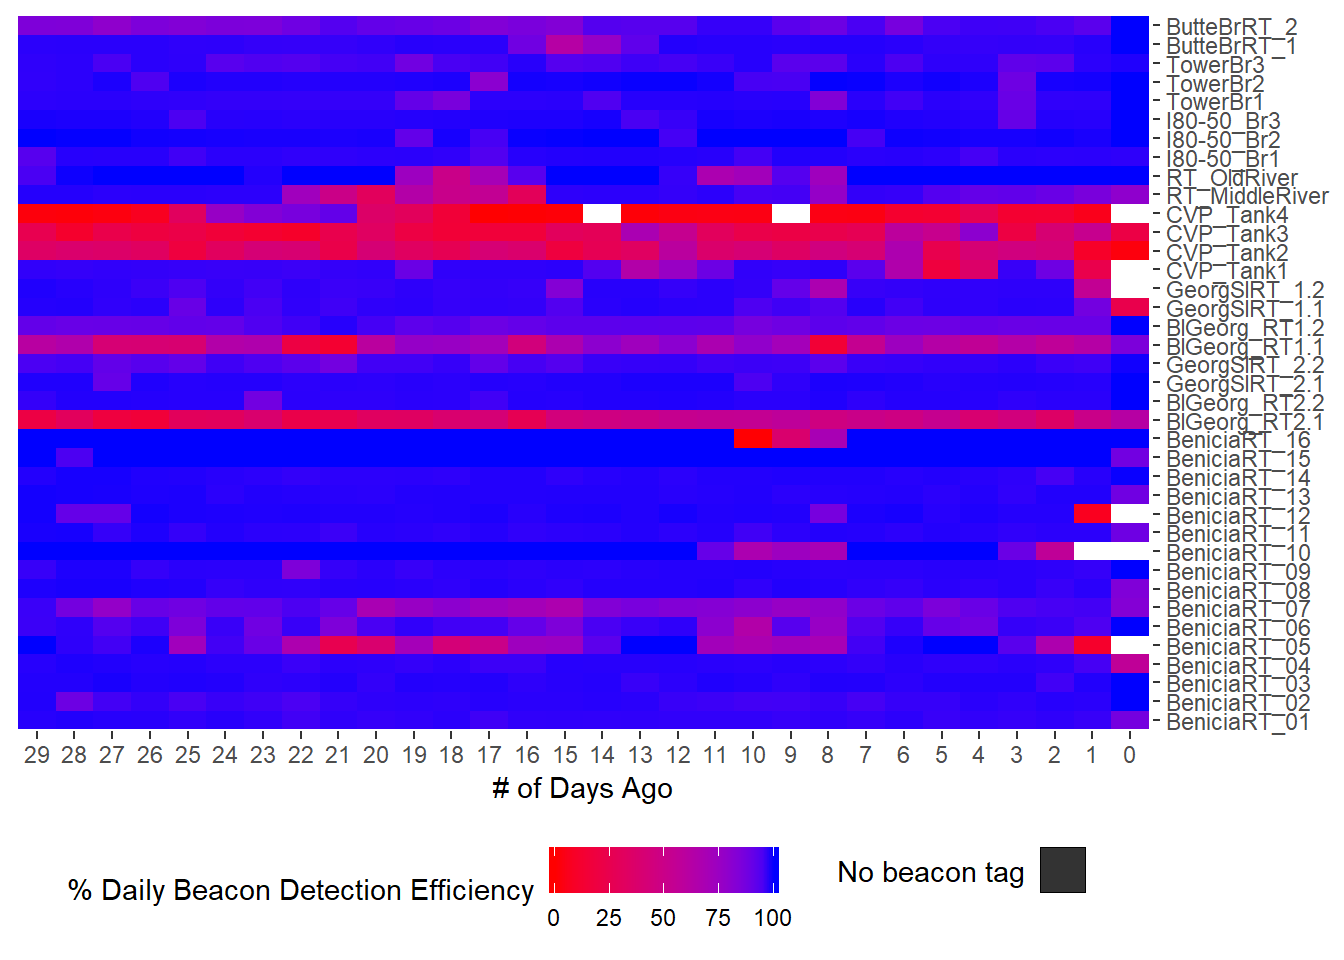 ButteBrRT_2
ButteBrRT_1
TowerBr3
TowerBr2
TowerBr1
I80-50_Br3
I80-50_Br2
I80-50_Br1
RT_OldRiver
RT_MiddleRiver
CVP_Tank4
CVP_Tank3
CVP_Tank2
CVP_Tank1
GeorgSlRT_1.2
GeorgSlRT_1.1
BlGeorg_RT1.2
BlGeorg_RT1.1
GeorgSlRT_2.2
GeorgSlRT_2.1
BlGeorg_RT2.2
BlGeorg_RT2.1
BeniciaRT_16
BeniciaRT_15
BeniciaRT_14
BeniciaRT_13
BeniciaRT_12
BeniciaRT_11
BeniciaRT_10
BeniciaRT_09
BeniciaRT_08
BeniciaRT_07
BeniciaRT_06
BeniciaRT_05
BeniciaRT_04
BeniciaRT_03
BeniciaRT_02
BeniciaRT_01
29 28 27 26 25 24 23 22 21 20 19 18 17 16 15 14 13 12 11 10 9 8 7 6 5 4 3 2 1 0
# of Days Ago
% Daily Beacon Detection Efficiency
0 25 50 75 100
No beacon tag